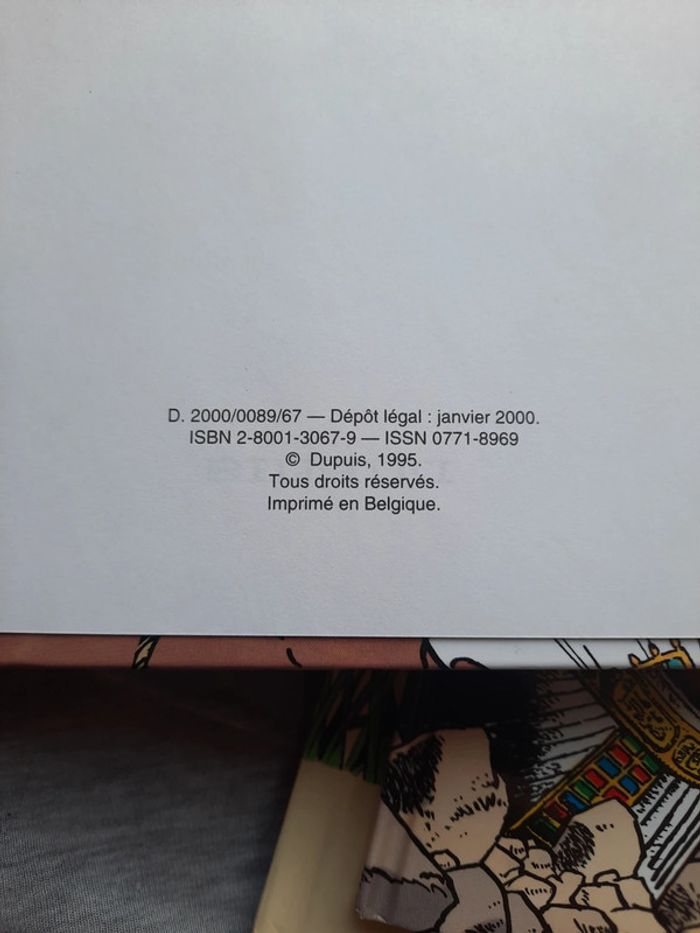 D. 2000/0089/67 — Dépôt légal : janvier 2000.
ISBN 2-8001-3067-9 — ISSN 0771-8969
© Dupuis, 1995.
Tous droits réservés.
Imprimé en Belgique.